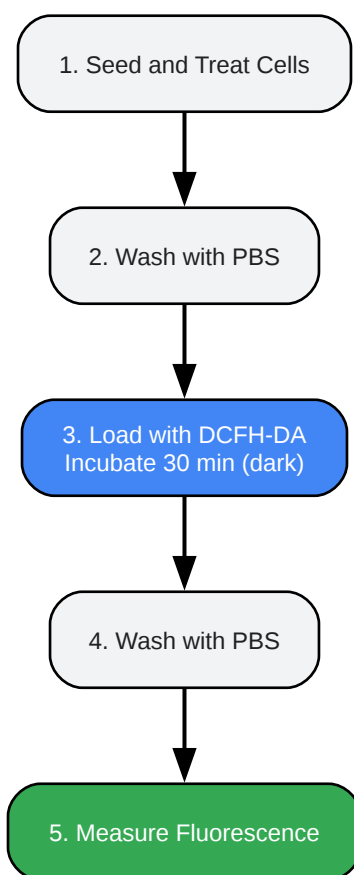 1. Seed and Treat Cells
2. Wash with PBS
3. Load with DCFH-DA
Incubate 30 min (dark)
4. Wash with PBS
5. Measure Fluorescence